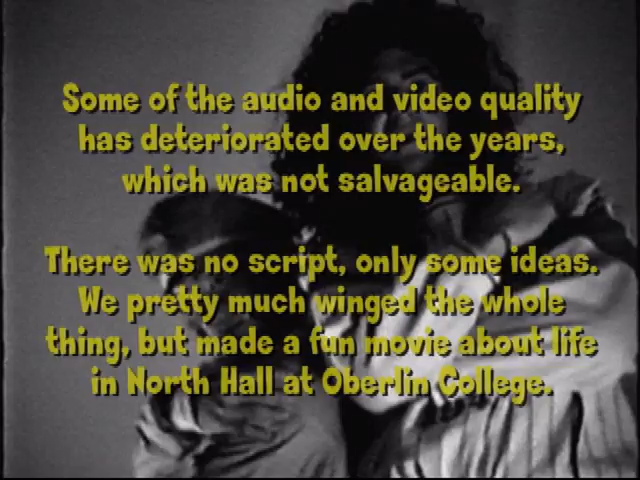 Some of the audio and video quality
has deteriorated over the years,
which was not salvageable.
There was no script, only some ideas.
We pretty much winged the whole
thing, but made a fun movie about life
in North Hall at Oberlin College.